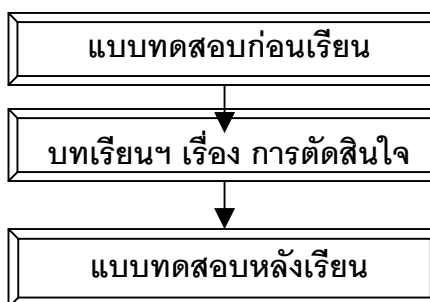 แบบทดสอบก่อนเรียน
บทเรียนฯ เรื่อง การตัดสินใจ
แบบทดสอบหลังเรียน